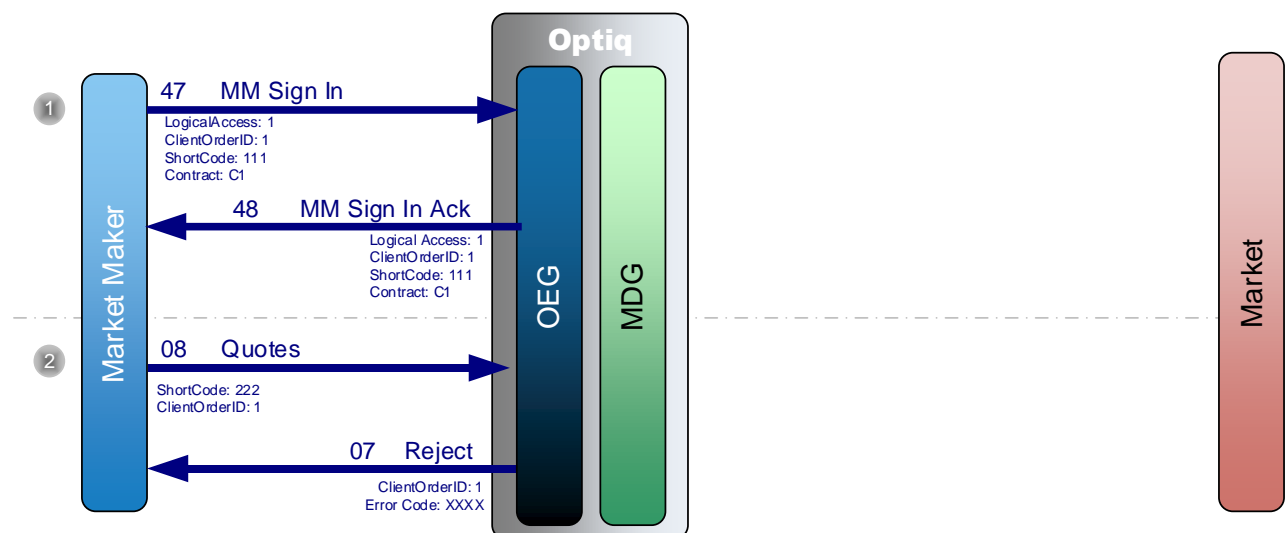 Optiq
1
47 MM Sign In
LogicalAccess: 1
ClientOrderID: 1
ShortCode: 111
Contract: C1
48 MM Sign In Ack
Logical Access: 1
ClientOrderID: 1
ShortCode: 111
Contract: C1
Market Maker
OEG
MDG
Market
2
08 Quotes
ShortCode: 222
ClientOrderID: 1
07 Reject
ClientOrderID: 1
Error Code: XXXX